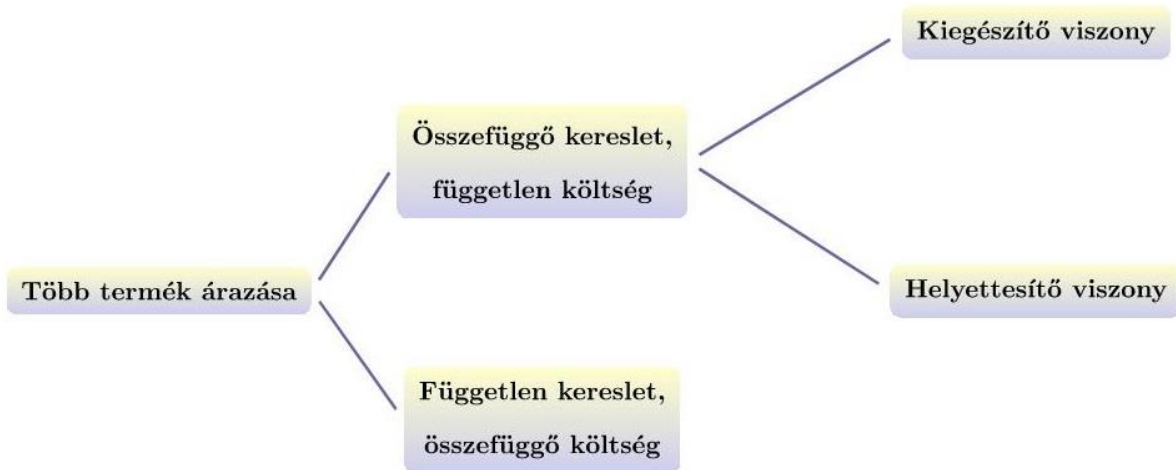 Kiegészítő viszony
Összefüggő kereslet,
független költség
Több termék árazása
Helyettesítő viszony
Független kereslet,
összefüggő költség